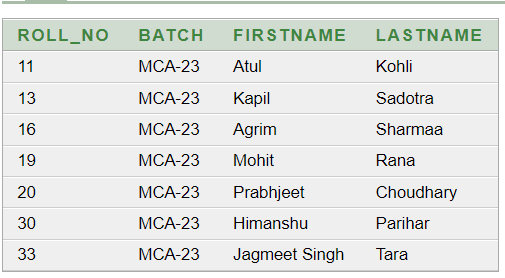 ROLL_NO BATCH FIRSTNAME LASTNAME
11 MCA-23 Atul Kohli
13 MCA-23 Kapil Sadotra
16 MCA-23 Agrim Sharmaa
19 MCA-23 Mohit Rana
20 MCA-23 Prabhjeet Choudhary
30 MCA-23 Himanshu Parihar
33 MCA-23 Jagmeet Singh Tara